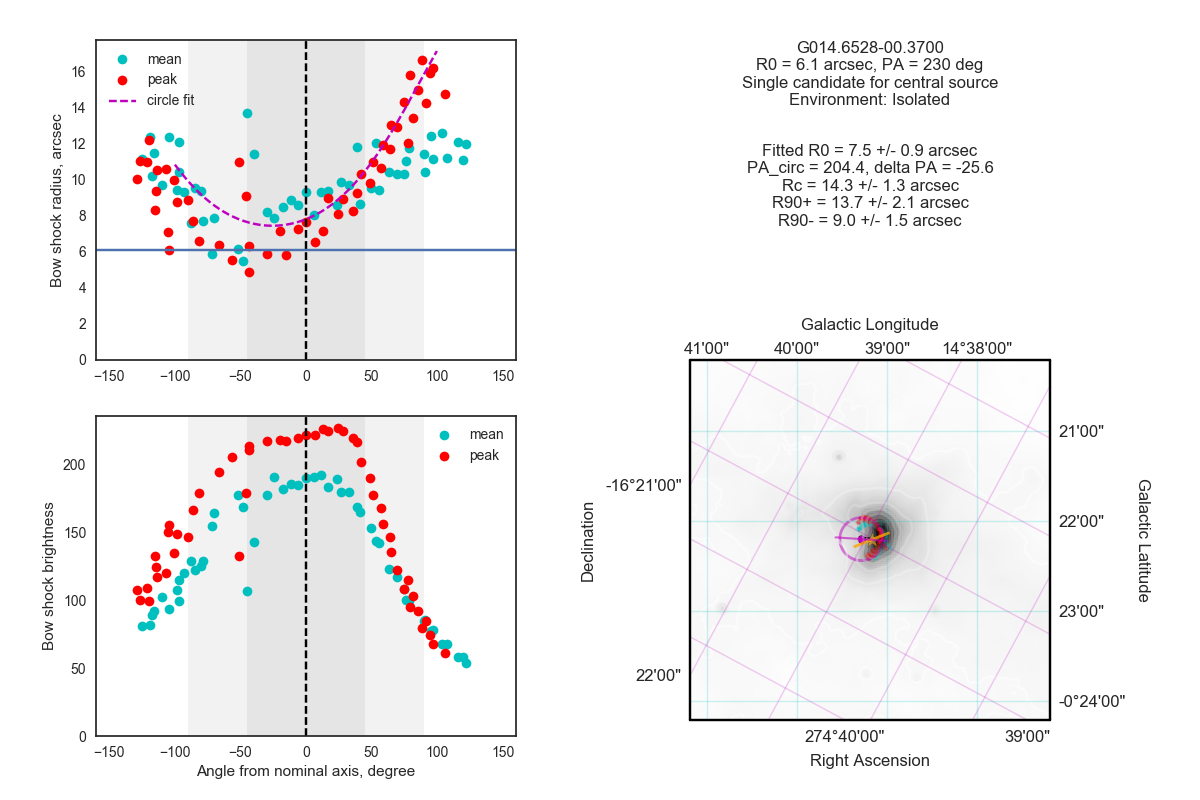 mean
peak
circle fit
Bow shock radius, arcsec
16
14
12
10
8
6
4
2
0
−150 −100 −50 0 50 100 150
mean
peak
Bow shock brightness
200
150
100
50
0
−150 −100 −50 0 50 100 150
Angle from nominal axis, degree
G014.6528-00.3700
R0 = 6.1 arcsec, PA = 230 deg
Single candidate for central source
Environment: Isolated
Fitted R0 = 7.5 +/- 0.9 arcsec
PA_circ = 204.4, delta PA = -25.6
Rc = 14.3 +/- 1.3 arcsec
R90+ = 13.7 +/- 2.1 arcsec
R90- = 9.0 +/- 1.5 arcsec
Galactic Longitude
41'00" 40'00" 39'00" 14°38'00"
21'00"
-16°21'00"
22'00"
Declination
Galactic Latitude
23'00"
22'00"
-0°24'00"
274°40'00" 39'00"
Right Ascension